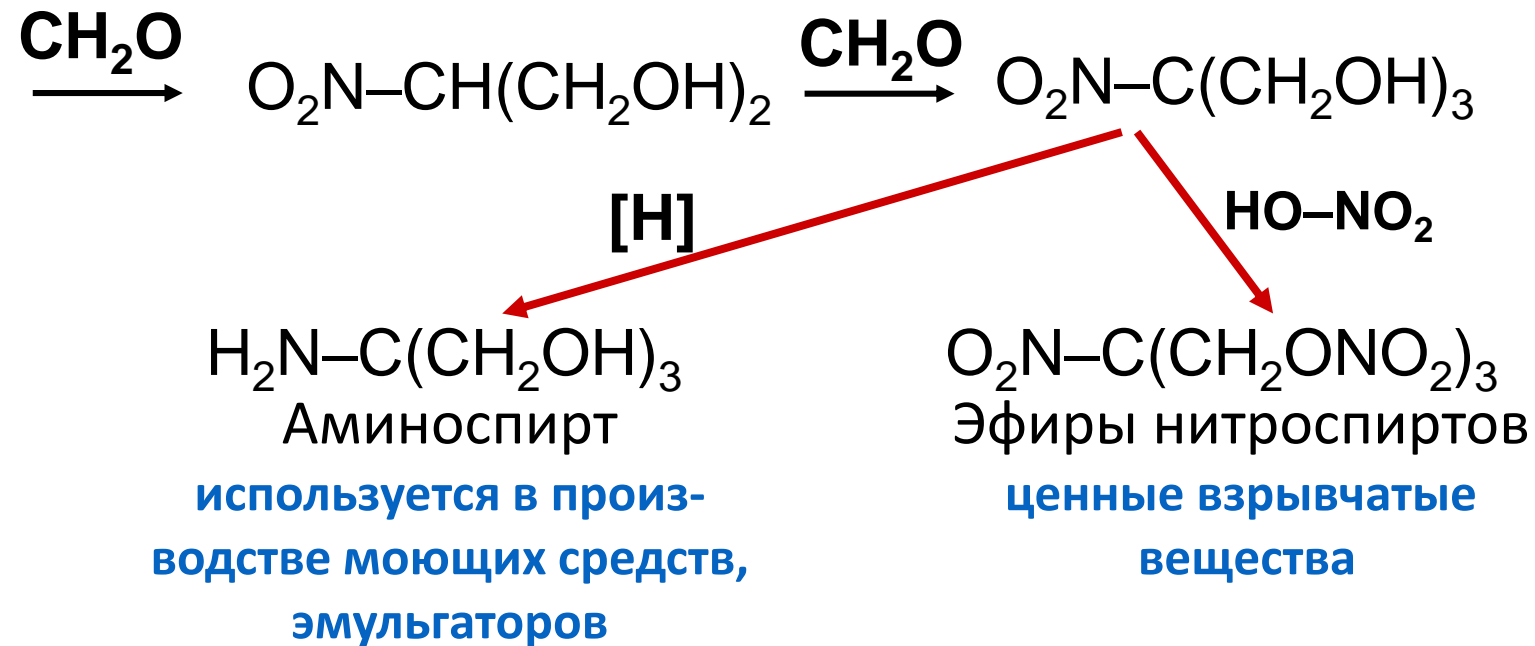 CH₂O O₂N–CH(CH₂OH)₂ CH₂O O₂N–C(CH₂OH)₃
[H] HO–NO₂
H₂N–C(CH₂OH)₃ O₂N–C(CH₂ONO₂)₃
Аминоспирт Эфиры нитроспиртов
используется в произ- ценные взрывчатые
водстве моющих средств, вещества
эмульгаторов